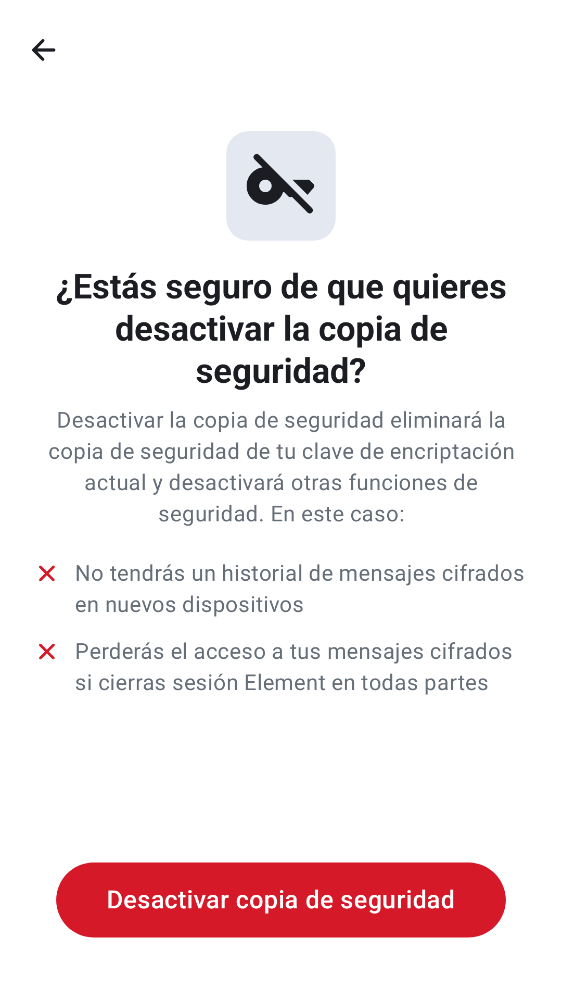 ¿Estás seguro de que quieres
desactivar la copia de
seguridad?
Desactivar la copia de seguridad eliminará la
copia de seguridad de tu clave de encriptación
actual y desactivará otras funciones de
seguridad. En este caso:
No tendrás un historial de mensajes cifrados
en nuevos dispositivos
Perderás el acceso a tus mensajes cifrados
si cierras sesión Element en todas partes
Desactivar copia de seguridad